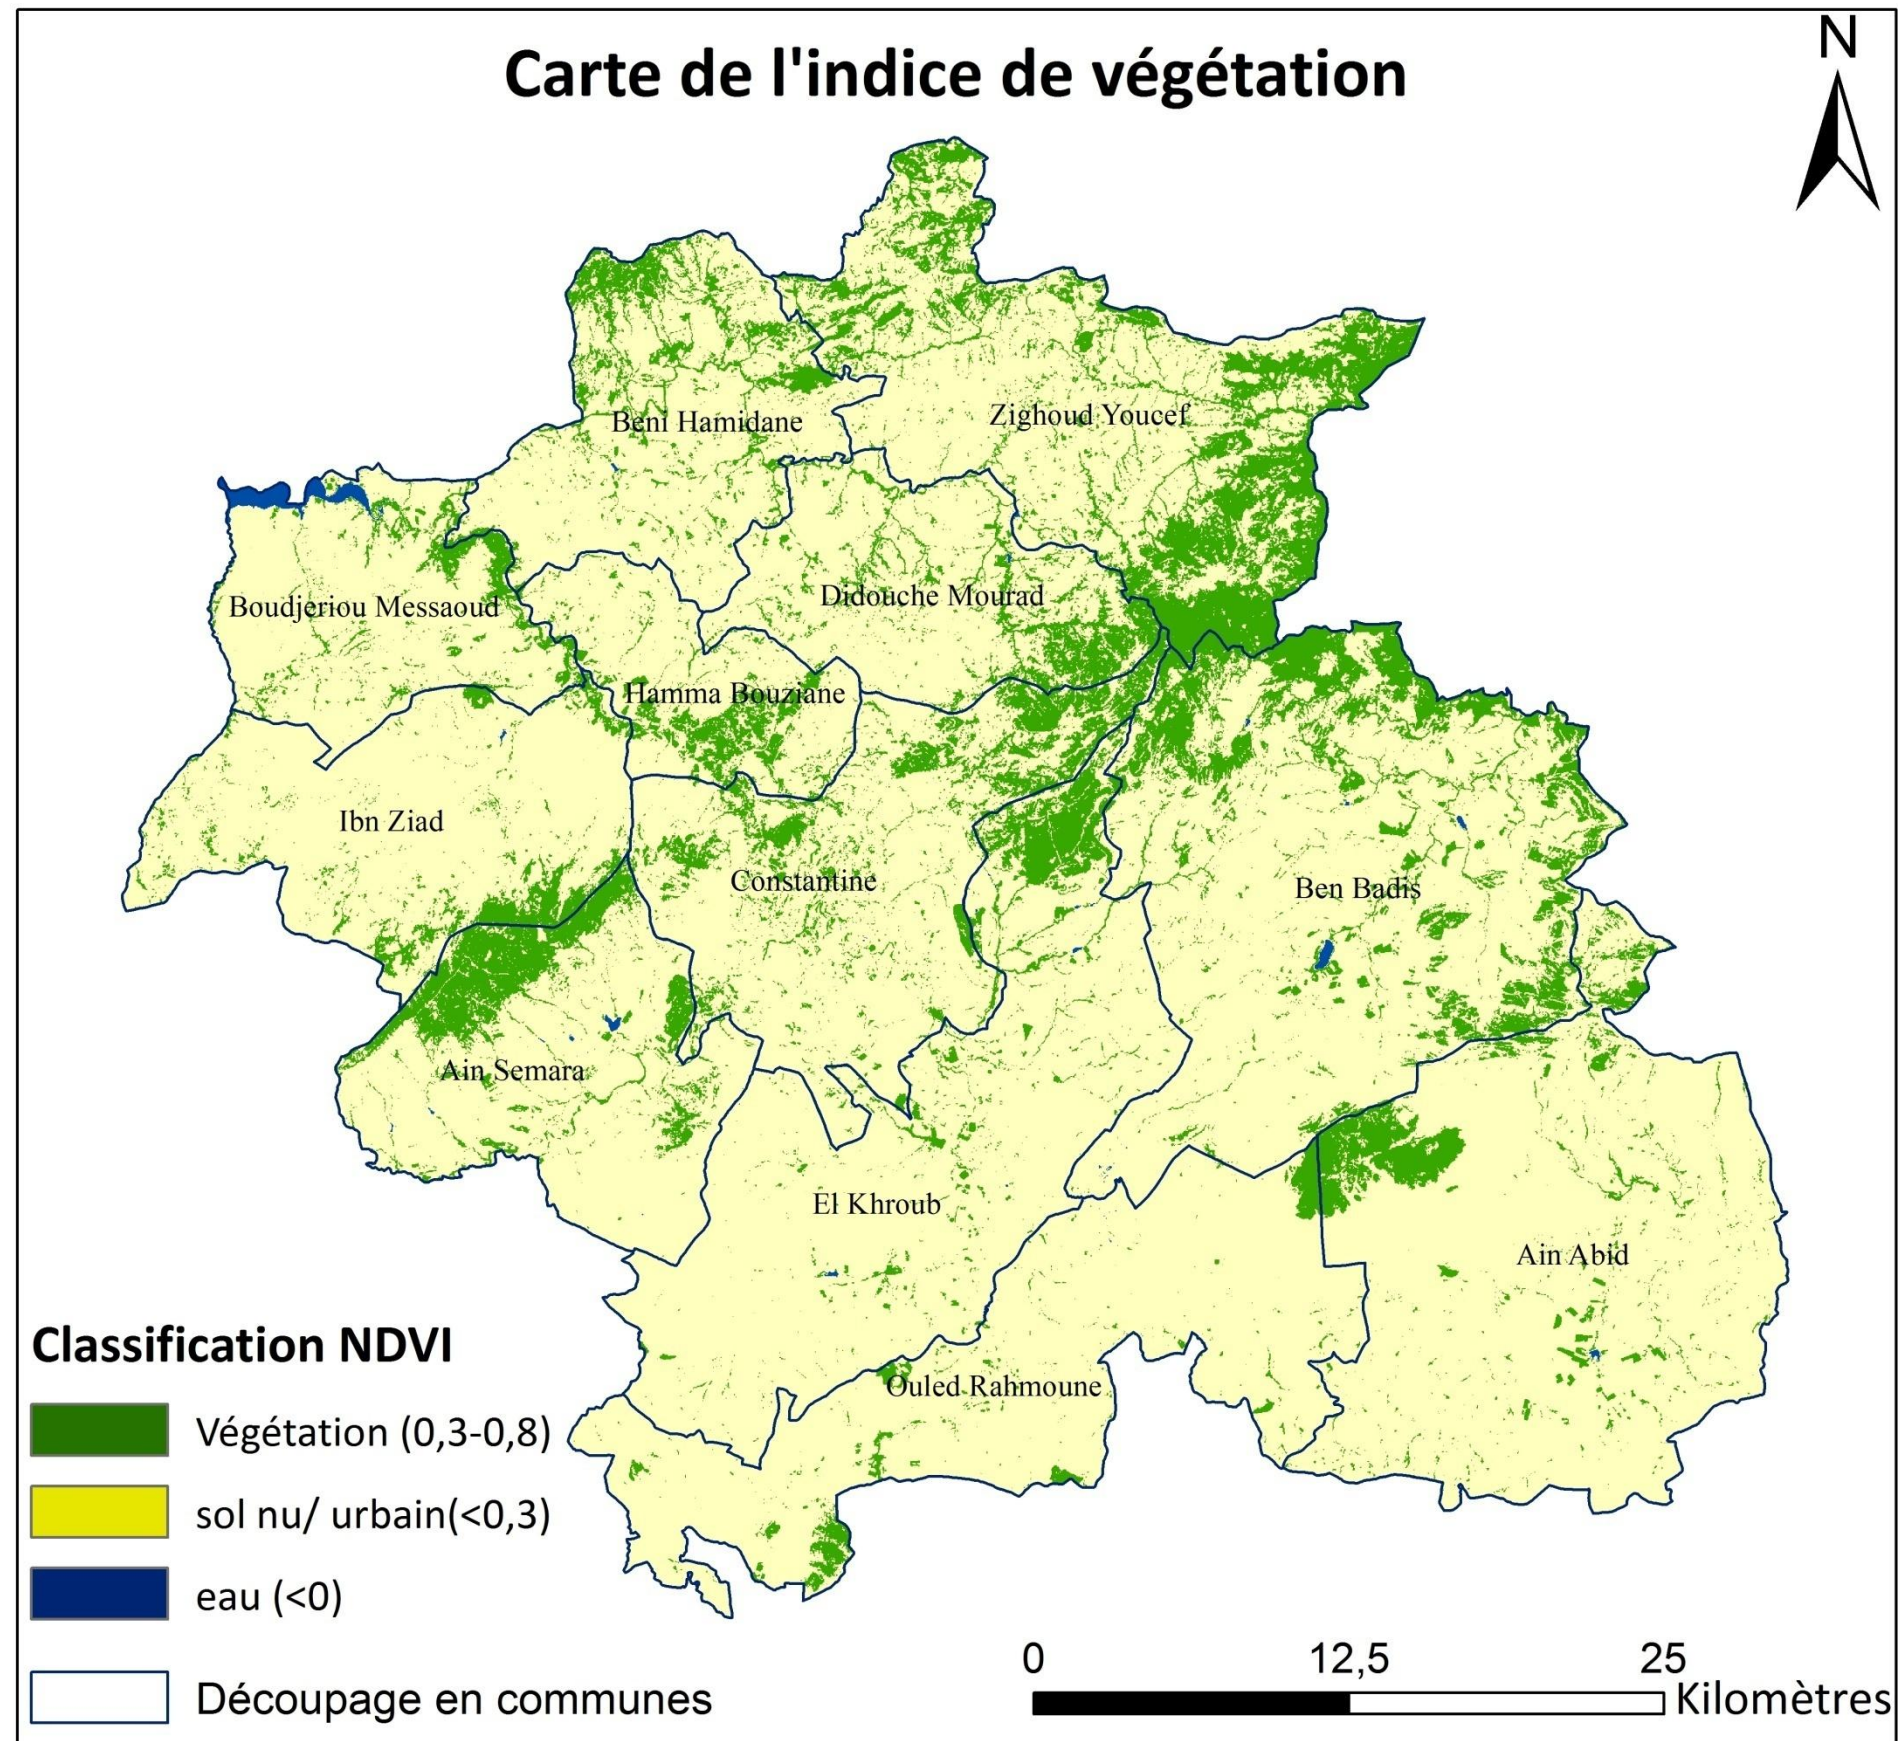 N
Carte de l'indice de végétation
Beni Hamidane
Zighoud Youcef
Boudjeriou Messaoud
Didouche Mourad
Hamma Bouziane
Ibn Ziad
Constantine
Ben Badis
Ain Semara
El Khroub
Ain Abid
Ouled Rahmoune
Classification NDVI
Végétation (0,3-0,8)
sol nu/ urbain(<0,3)
eau (<0)
Découpage en communes
0 12,5 25
Kilomètres